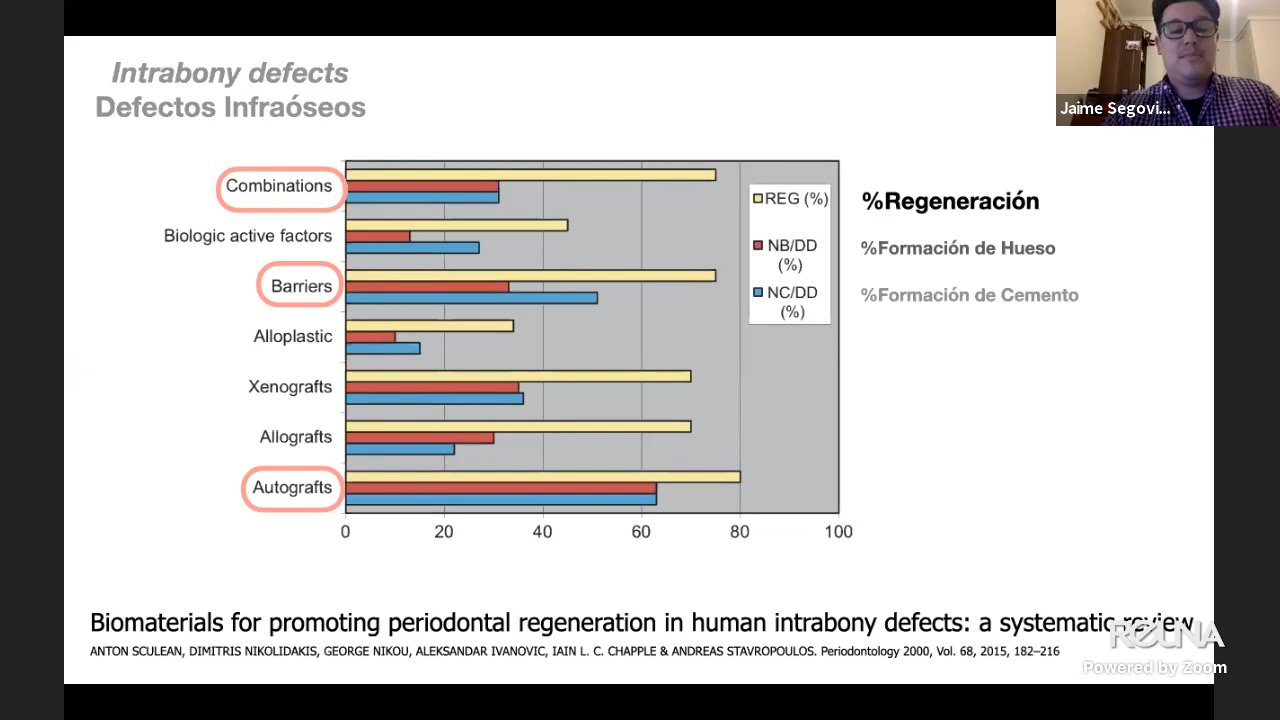 Intrabony defects
Defectos Infraóseos
Jaime Segovi...
Combinations
Biologic active factors
Barriers
Alloplastic
Xenografts
Allografts
Autografts
0 20 40 60 80 100
REG (%)
NB/DD
(%)
NC/DD
(%)
%Regeneración
%Formación de Hueso
%Formación de Cemento
Biomaterials for promoting periodontal regeneration in human intrabony defects: a systematic review
ANTON SCULEAN, DIMITRIS NIKOLIDAKIS, GEORGE NIKOU, ALEKSANDAR IVANOVIC, IAIN L. C. CHAPPLE & ANDREAS STAVROPOULOS. Periodontology 2000, Vol. 68, 2015, 182–216
Powered by Zoom